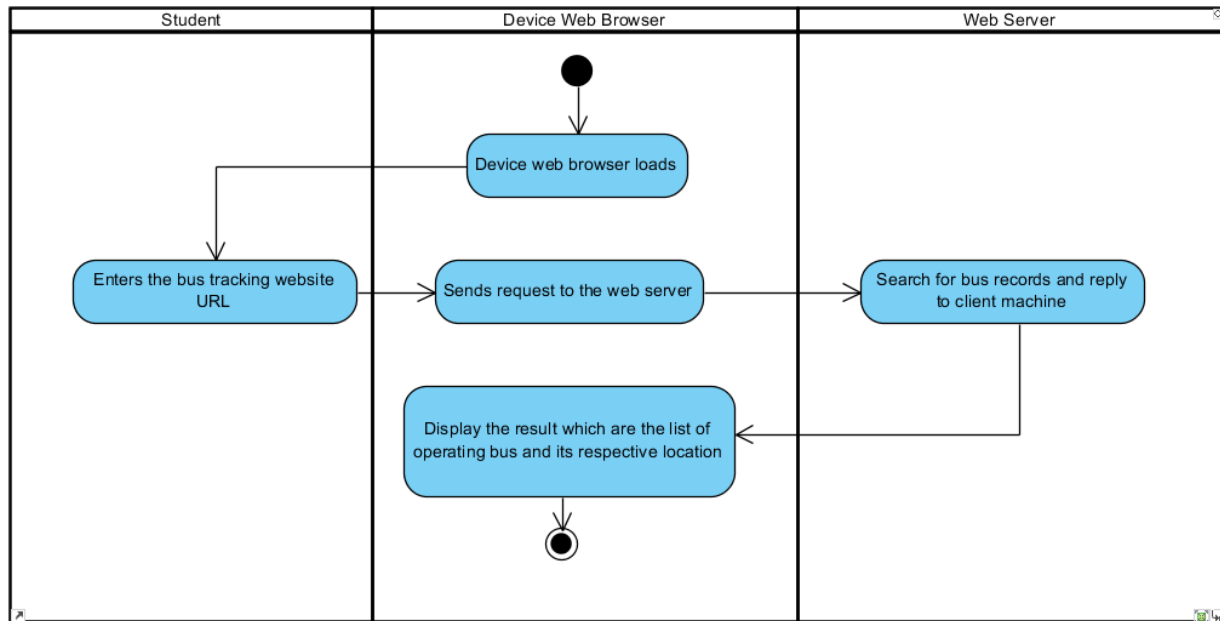 Student
Device Web Browser
Web Server
Device web browser loads
Enters the bus tracking website
URL
Sends request to the web server
Search for bus records and reply
to client machine
Display the result which are the list of
operating bus and its respective location